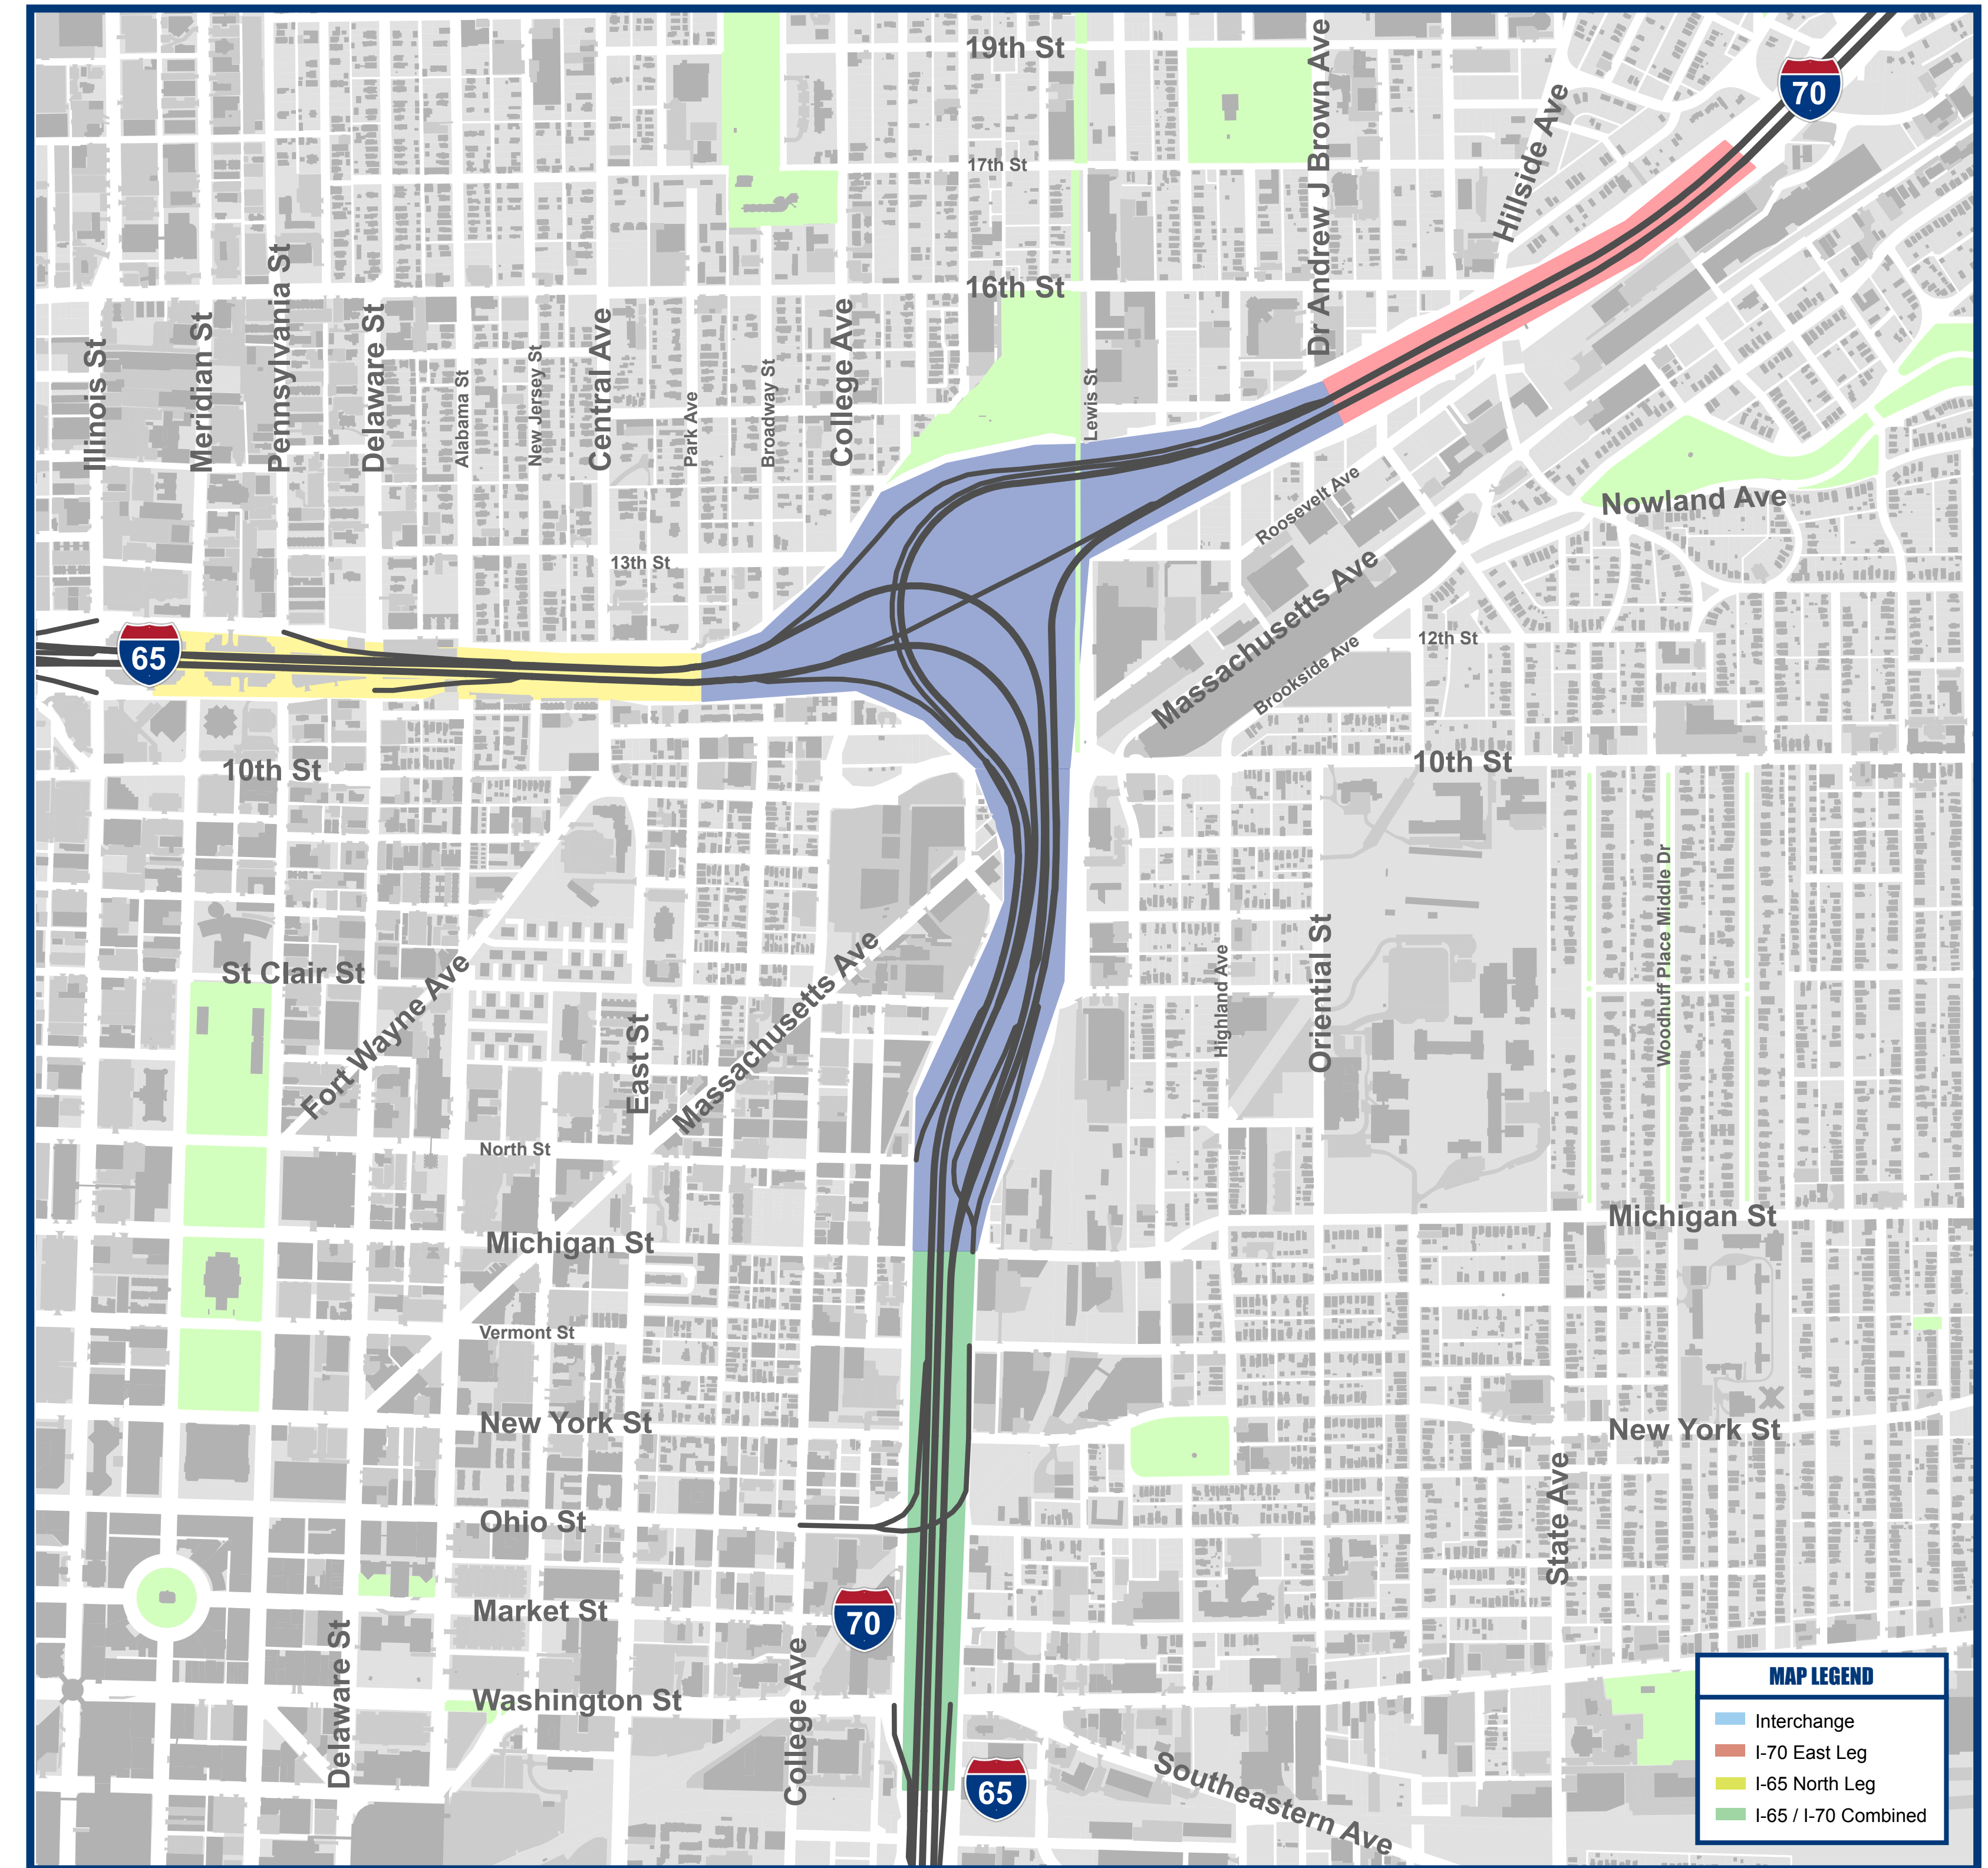 19th St
Dr Andrew J Brown Ave
70
Hillside Ave
17th St
16th St
Illinois St
Meridian St
Pennsylvania St
Delaware St
Alabama St
New Jersey St
Central Ave
Park Ave
Broadway St
College Ave
Lewis St
Roosevelt Ave
Nowland Ave
13th St
65
Massachusetts Ave
Brookside Ave
12th St
10th St
10th St
St Clair St
Fort Wayne Ave
East St
Massachusetts Ave
Highland Ave
Oriental St
Woodhuff Place Middle Dr
North St
Michigan St
Michigan St
Vermont St
New York St
New York St
State Ave
Ohio St
Market St
70
Delaware St
College Ave
Washington St
65
Southeastern Ave
MAP LEGEND
Interchange
I-70 East Leg
I-65 North Leg
I-65 / I-70 Combined